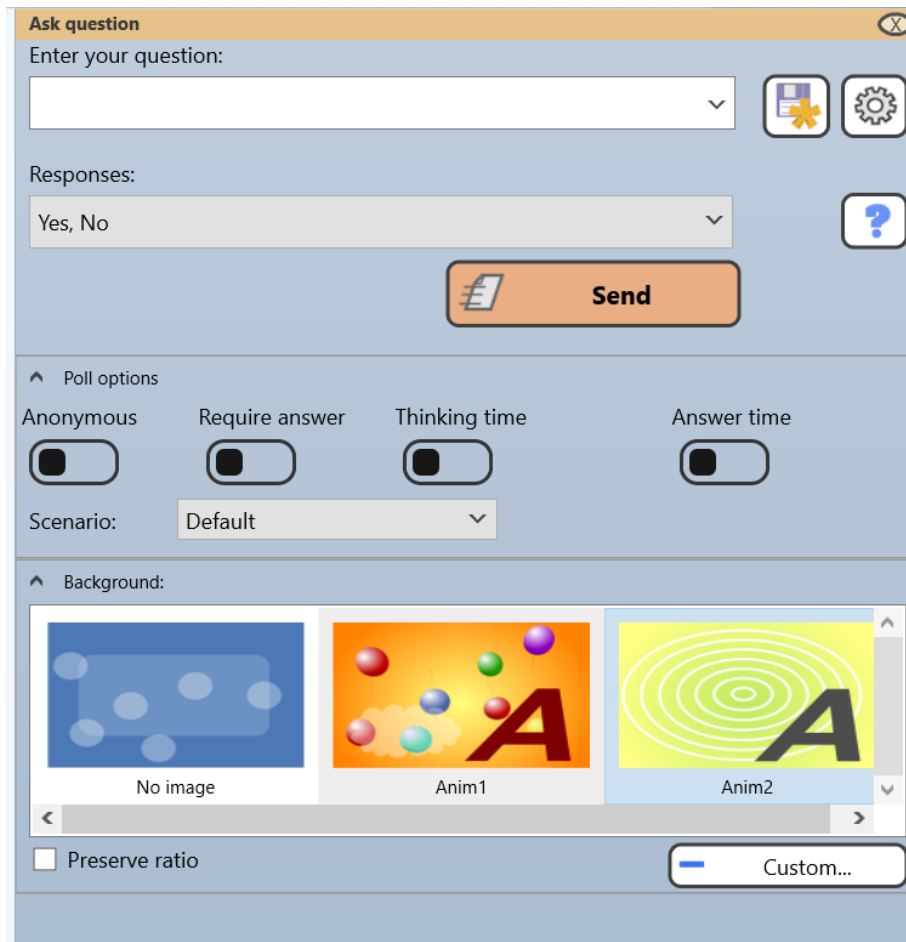 Ask question
X
Enter your question:
Responses:
Yes, No
?
Send
Poll options
Anonymous Require answer Thinking time Answer time
Scenario: Default
Background:
A A
No image Anim1 Anim2
Preserve ratio
Custom...